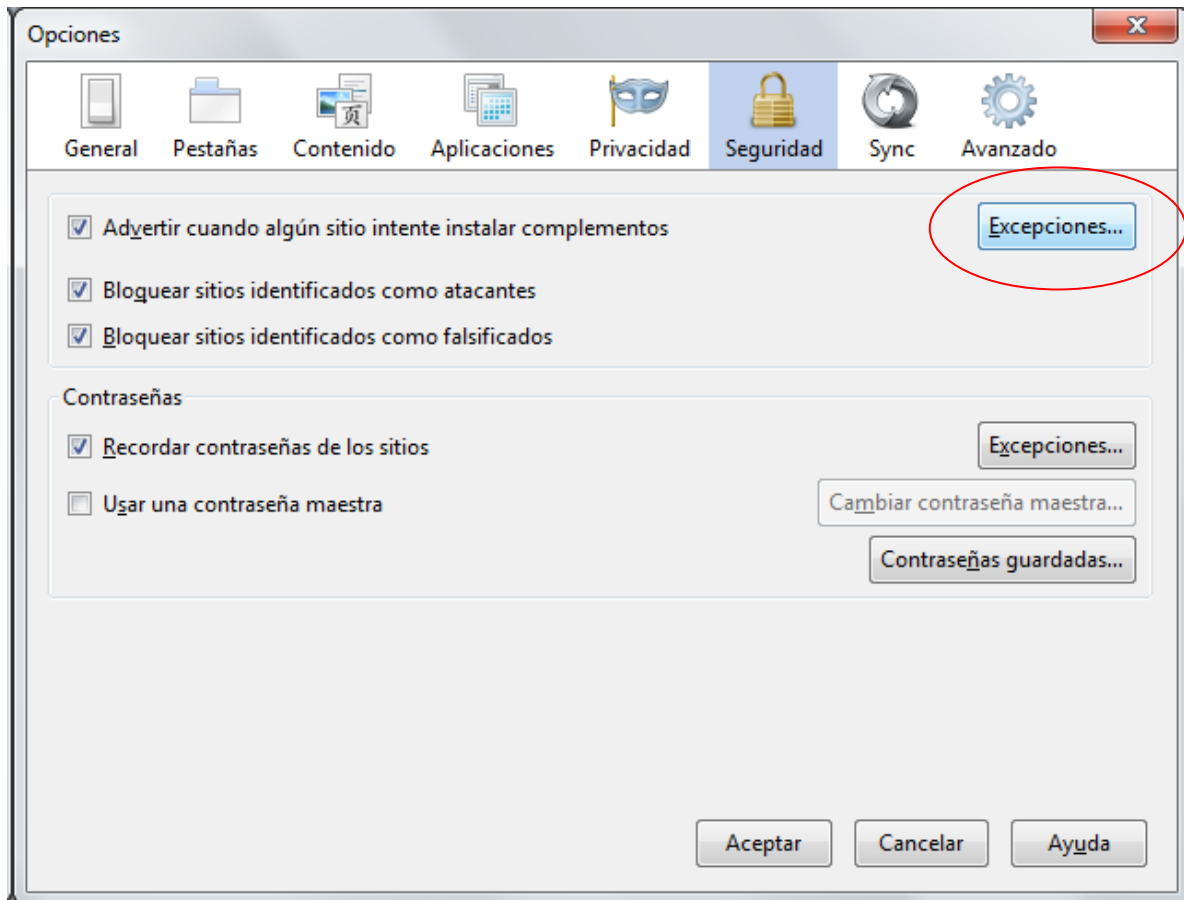 Opciones
General Pestañas Contenido Aplicaciones Privacidad Seguridad Sync Avanzado
页
Advertir cuando algún sitio intente instalar complementos Excepciones...
Bloquear sitios identificados como atacantes
Bloquear sitios identificados como falsificados
Contraseñas
Recordar contraseñas de los sitios Excepciones...
Usar una contraseña maestra Cambiar contraseña maestra...
Contraseñas guardadas...
Aceptar Cancelar Ayuda